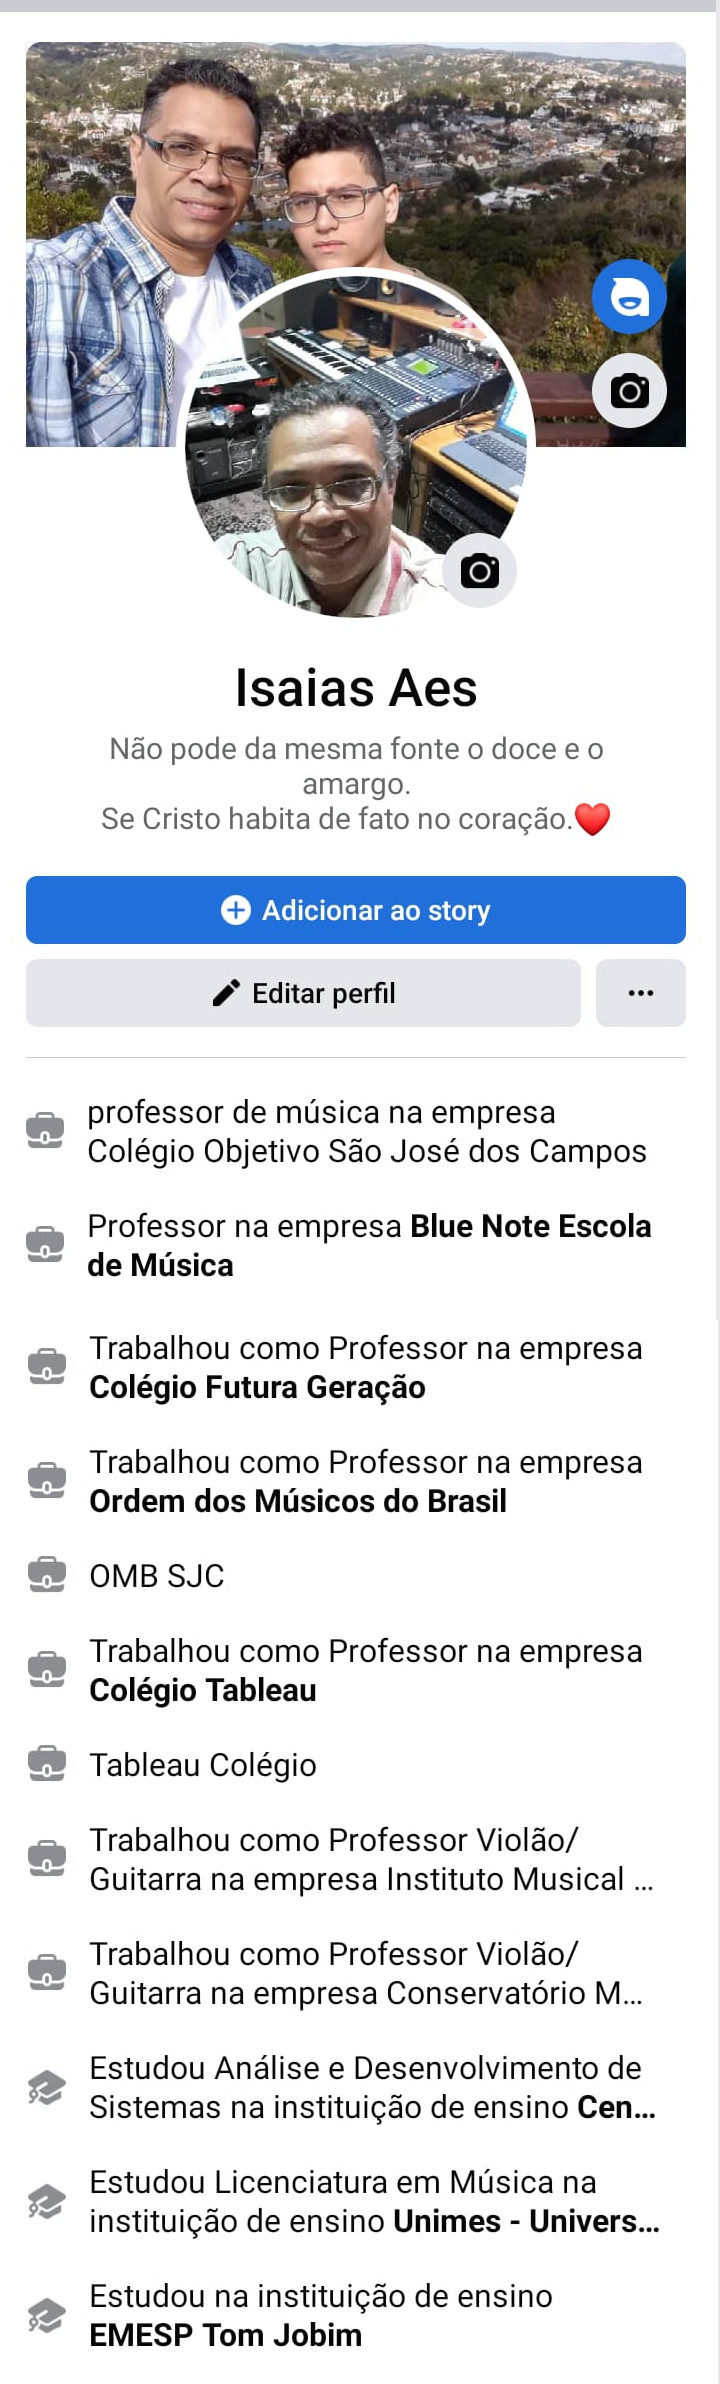 Isaias Aes
Não pode da mesma fonte o doce e o
amargo.
Se Cristo habita de fato no coração.❤️
Adicionar ao story
Editar perfil
professor de música na empresa
Colégio Objetivo São José dos Campos
Professor na empresa Blue Note Escola
de Música
Trabalhou como Professor na empresa
Colégio Futura Geração
Trabalhou como Professor na empresa
Ordem dos Músicos do Brasil
OMB SJC
Trabalhou como Professor na empresa
Colégio Tableau
Tableau Colégio
Trabalhou como Professor Violão/
Guitarra na empresa Instituto Musical ...
Trabalhou como Professor Violão/
Guitarra na empresa Conservatório M...
Estudou Análise e Desenvolvimento de
Sistemas na instituição de ensino Cen...
Estudou Licenciatura em Música na
instituição de ensino Unimes - Univers...
Estudou na instituição de ensino
EMESP Tom Jobim